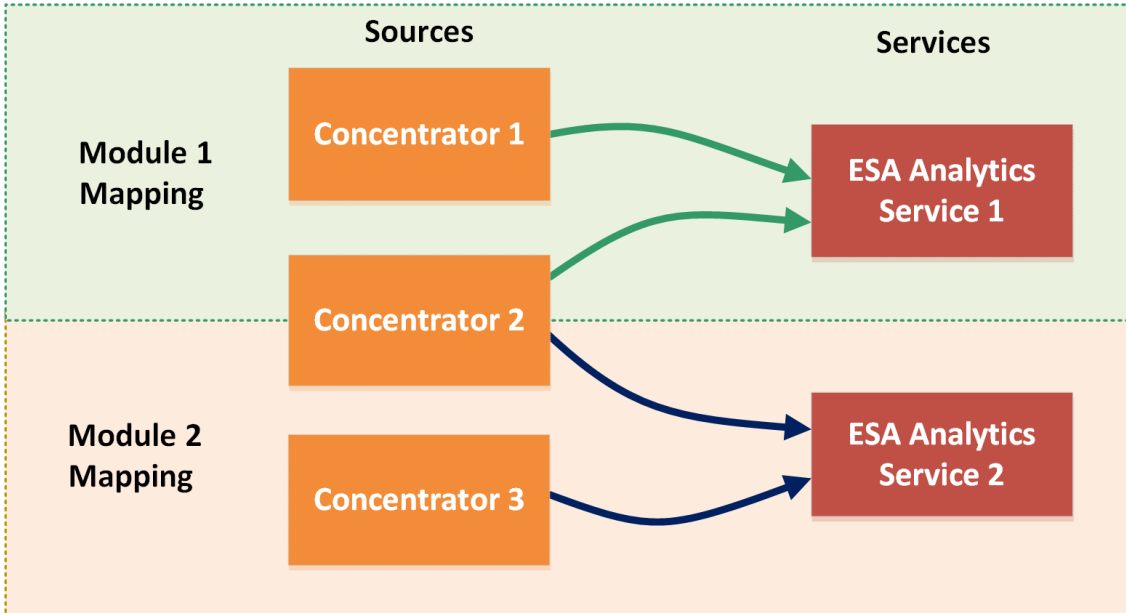 Sources
Services
Module 1
Mapping
Concentrator 1
ESA Analytics
Service 1
Concentrator 2
Module 2
Mapping
Concentrator 3
ESA Analytics
Service 2